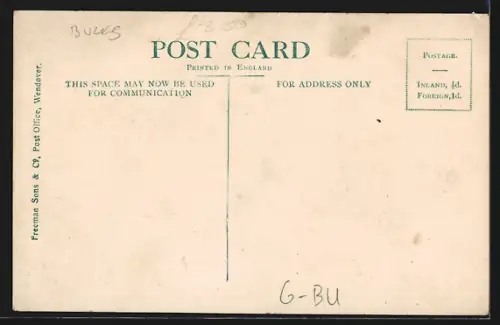 BUCKS
POST CARD
PRINTED IN ENGLAND
THIS SPACE MAY NOW BE USED
FOR COMMUNICATION
FOR ADDRESS ONLY
POSTAGE.
INLAND, ½d.
FOREIGN, 1d.
Freeman Sons & Co, Post Office, Wendover.
G-BU